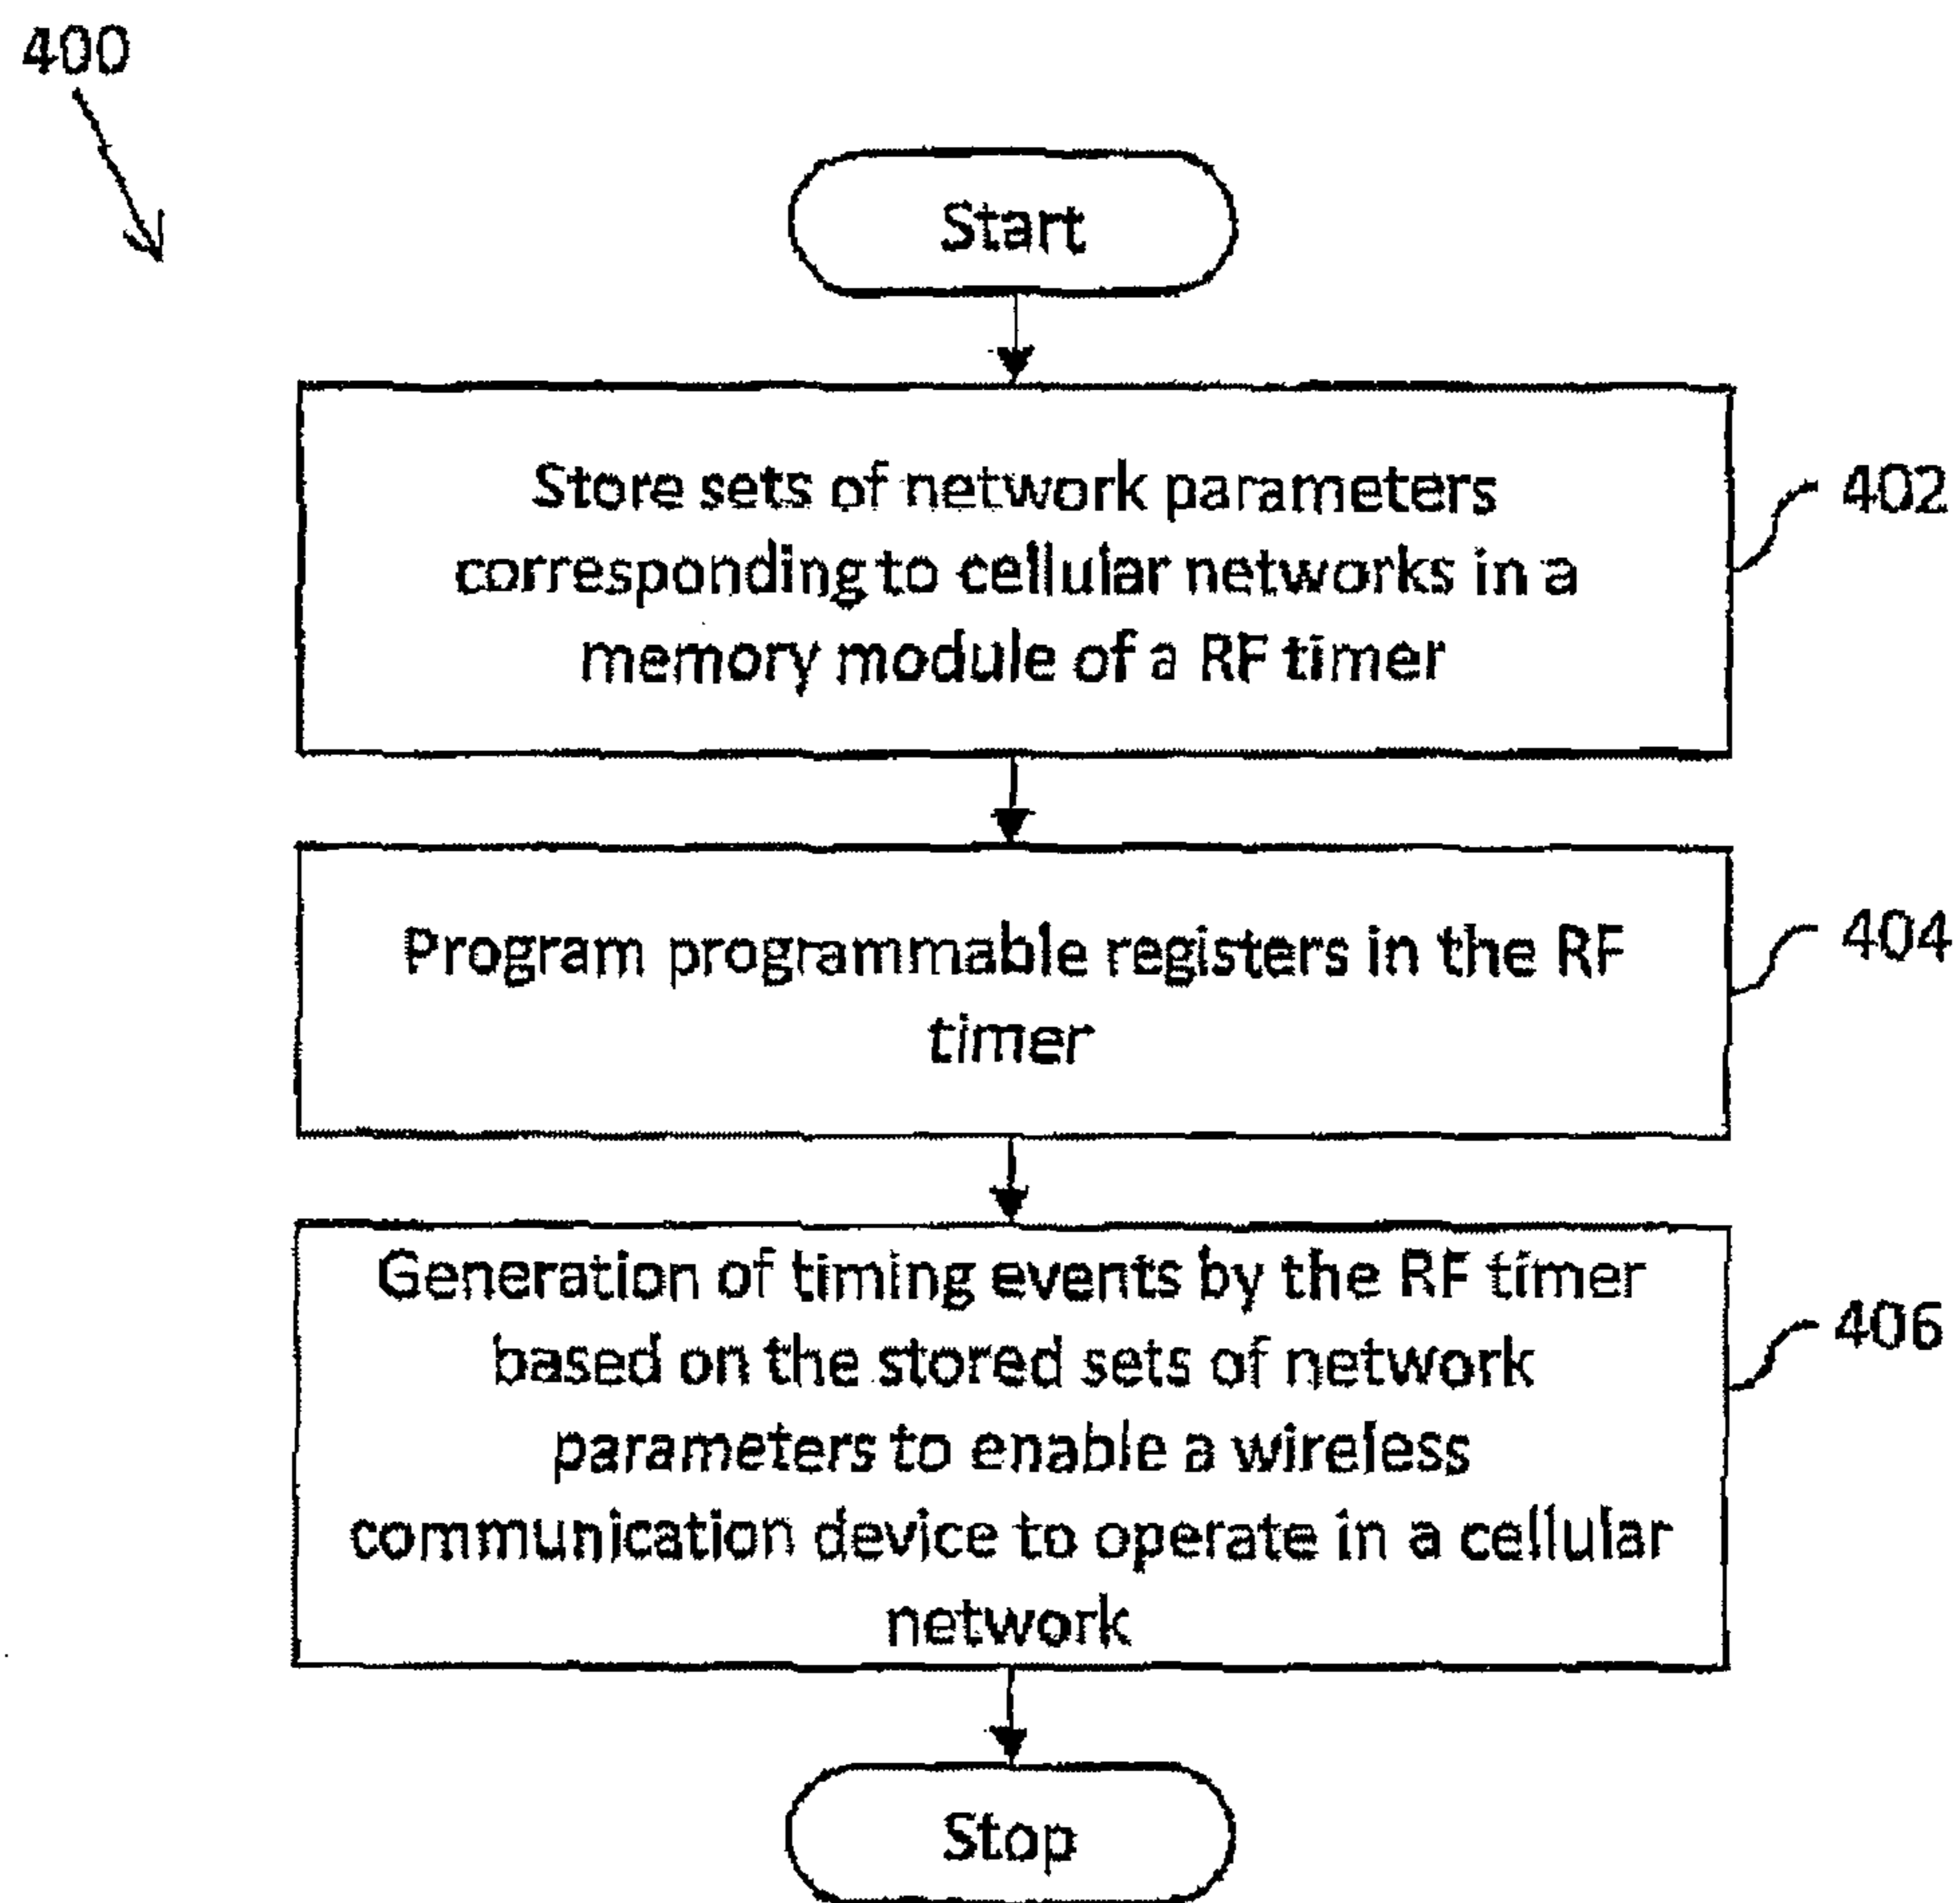 400
Start
Store sets of network parameters
corresponding to cellular networks in a
memory module of a RF timer
402
Program programmable registers in the RF
timer
404
Generation of timing events by the RF timer
based on the stored sets of network
parameters to enable a wireless
communication device to operate in a cellular
network
406
Stop